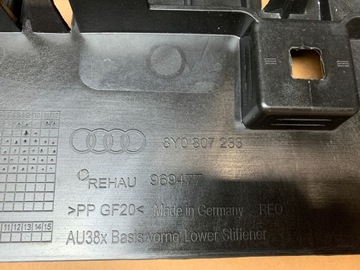 8Y0 807 233
REHAU 969477
>PP GF20< Made in Germany REO
AU38x Basis vorne Lower Stiffener
11 12 13 14 15